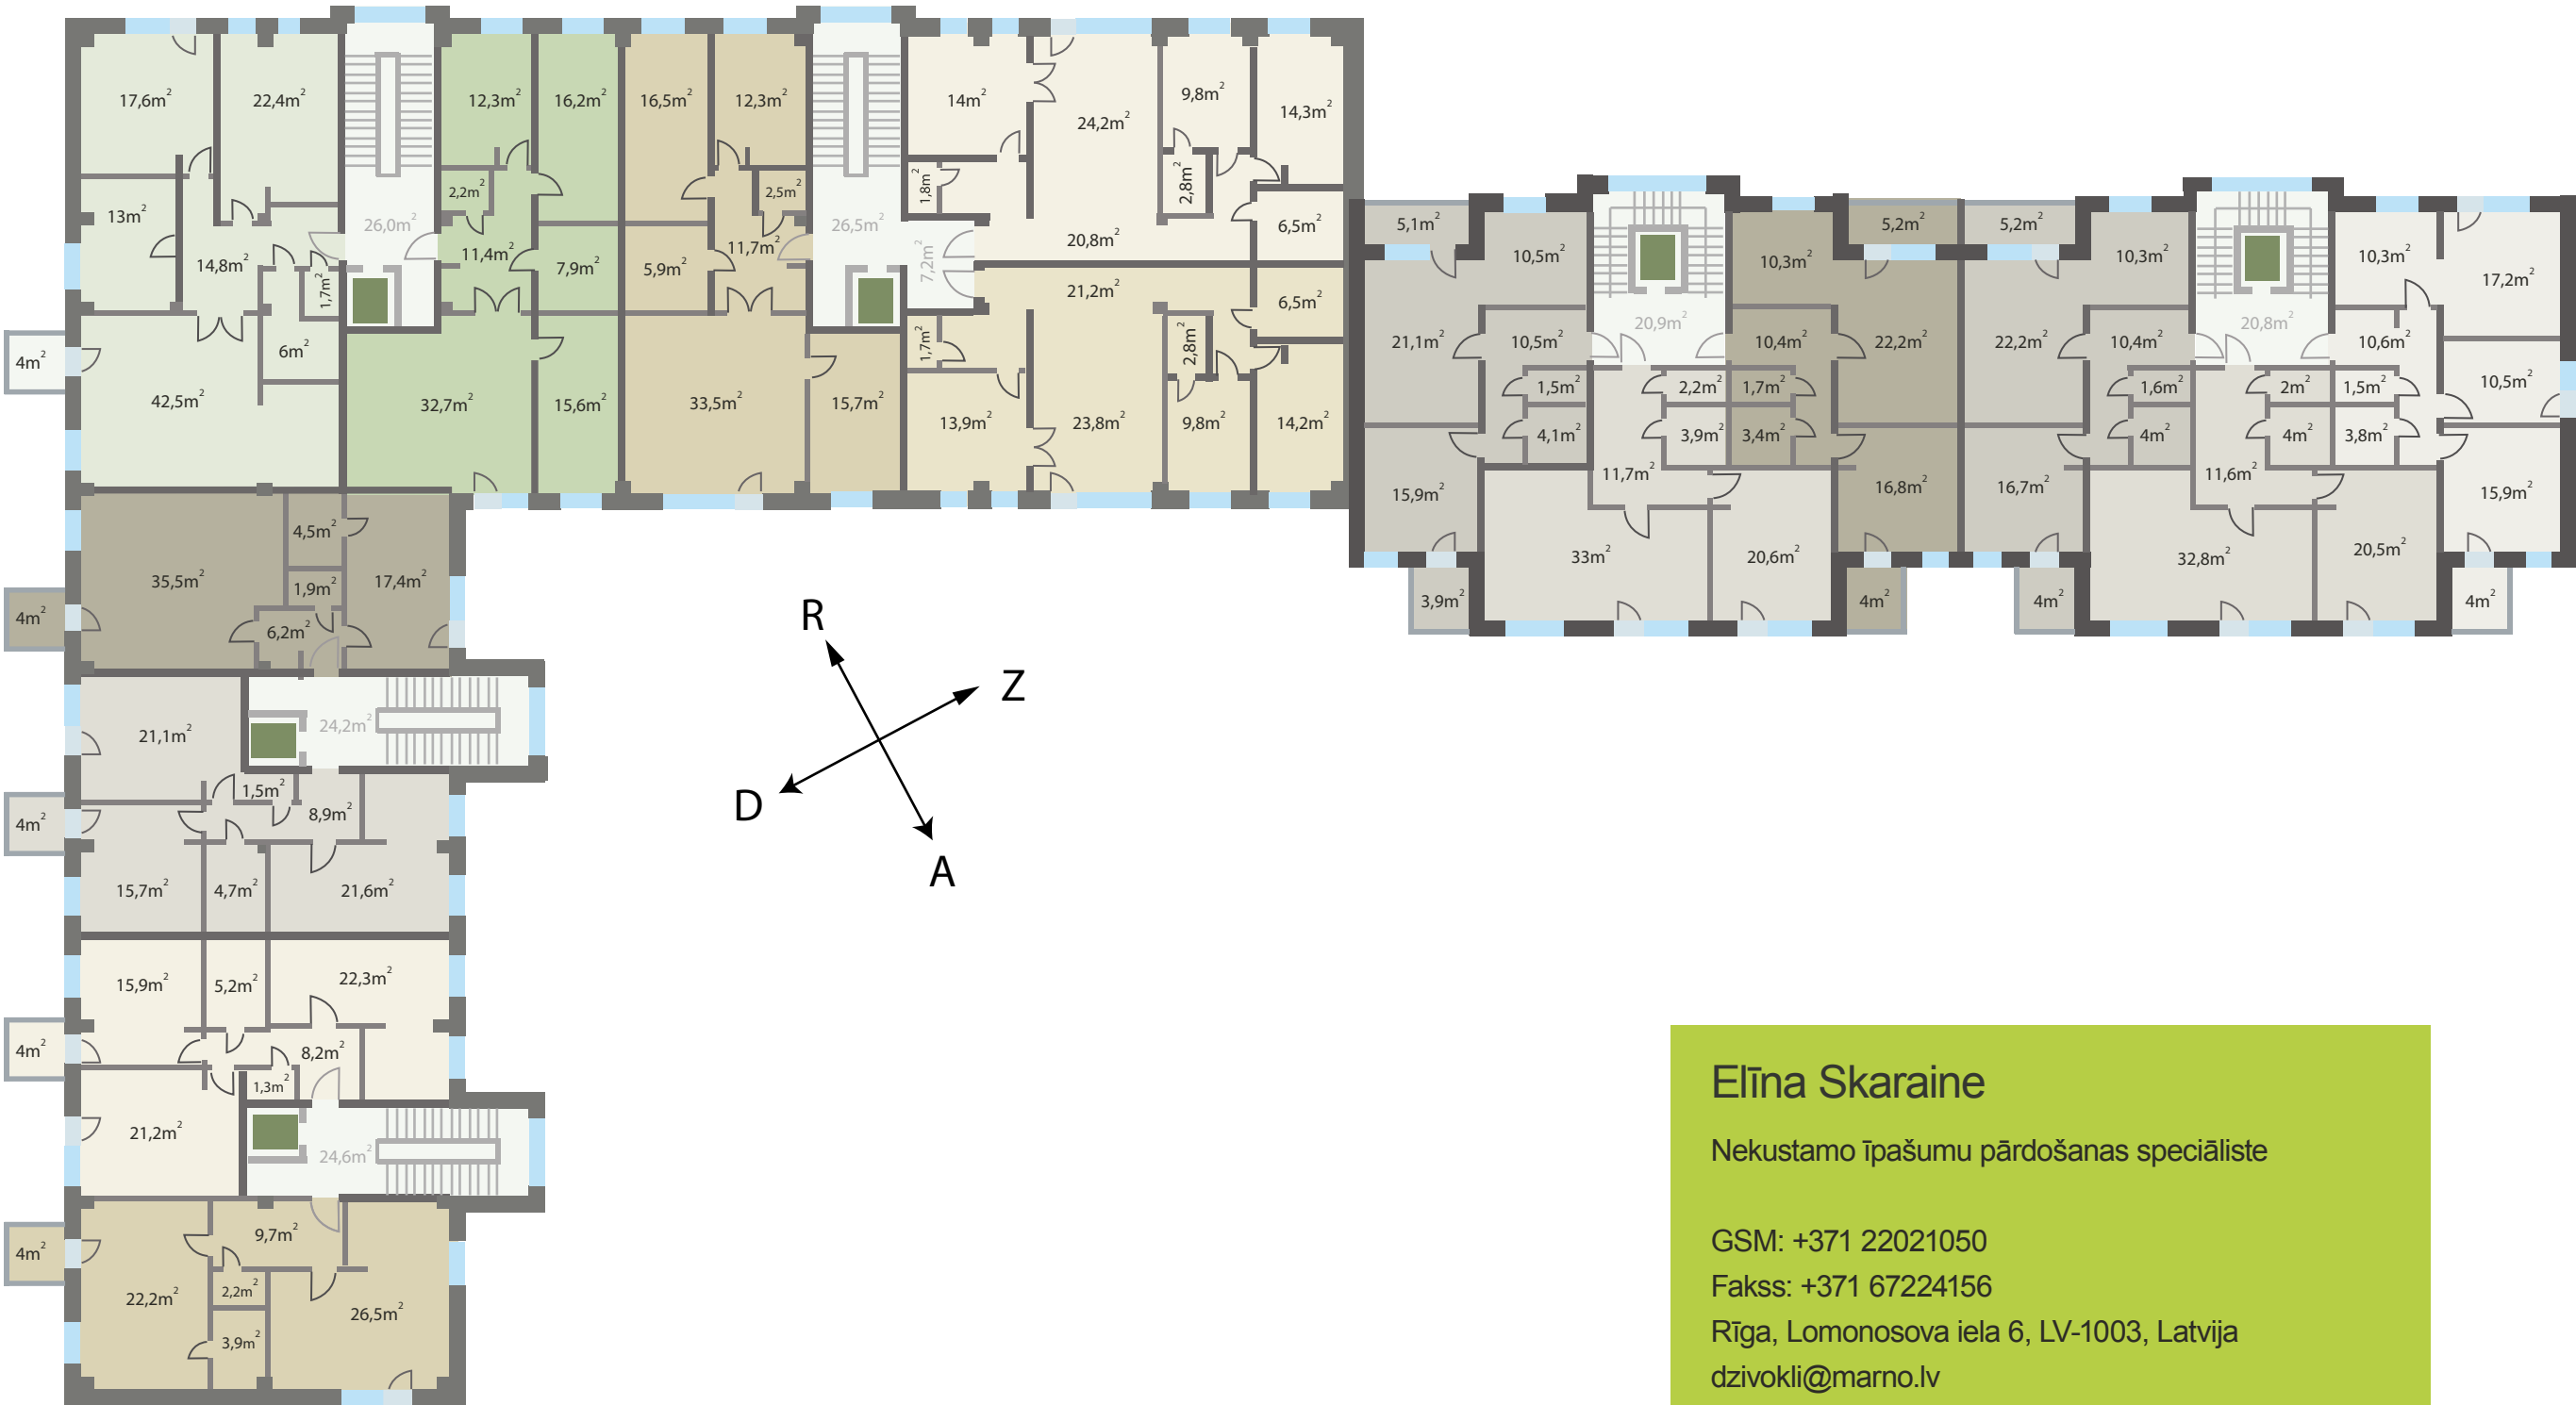 17,6m²
22,4m²
12,3m²
16,2m²
16,5m²
12,3m²
14m²
24,2m²
9,8m²
14,3m²
13m²
26,0m²
2,2m²
2,5m²
26,5m²
1,8m²
2,8m²
14,8m²
1,7m²
11,4m²
7,9m²
5,9m²
11,7m²
7,2m²
20,8m²
6,5m²
21,2m²
6,5m²
4m²
6m²
42,5m²
32,7m²
15,6m²
33,5m²
15,7m²
1,7m²
13,9m²
23,8m²
2,8m²
9,8m²
14,2m²
5,1m²
10,5m²
10,3m²
5,2m²
5,2m²
10,3m²
10,3m²
17,2m²
21,1m²
10,5m²
20,9m²
10,4m²
22,2m²
22,2m²
10,4m²
20,8m²
10,6m²
10,5m²
1,5m²
2,2m²
1,7m²
1,6m²
2m²
1,5m²
4,1m²
3,9m²
3,4m²
4m²
4m²
3,8m²
15,9m²
11,7m²
16,8m²
16,7m²
11,6m²
15,9m²
33m²
20,6m²
32,8m²
20,5m²
3,9m²
4m²
4m²
4m²
35,5m²
4,5m²
1,9m²
17,4m²
4m²
6,2m²
R
Z
D
A
21,1m²
24,2m²
1,5m²
8,9m²
4m²
15,7m²
4,7m²
21,6m²
15,9m²
5,2m²
22,3m²
4m²
8,2m²
1,3m²
21,2m²
24,6m²
4m²
9,7m²
22,2m²
2,2m²
26,5m²
3,9m²
Elīna Skaraine
Nekustamo īpašumu pārdošanas speciāliste
GSM: +371 22021050
Fakss: +371 67224156
Rīga, Lomonosova iela 6, LV-1003, Latvija
dzivokli@marno.lv